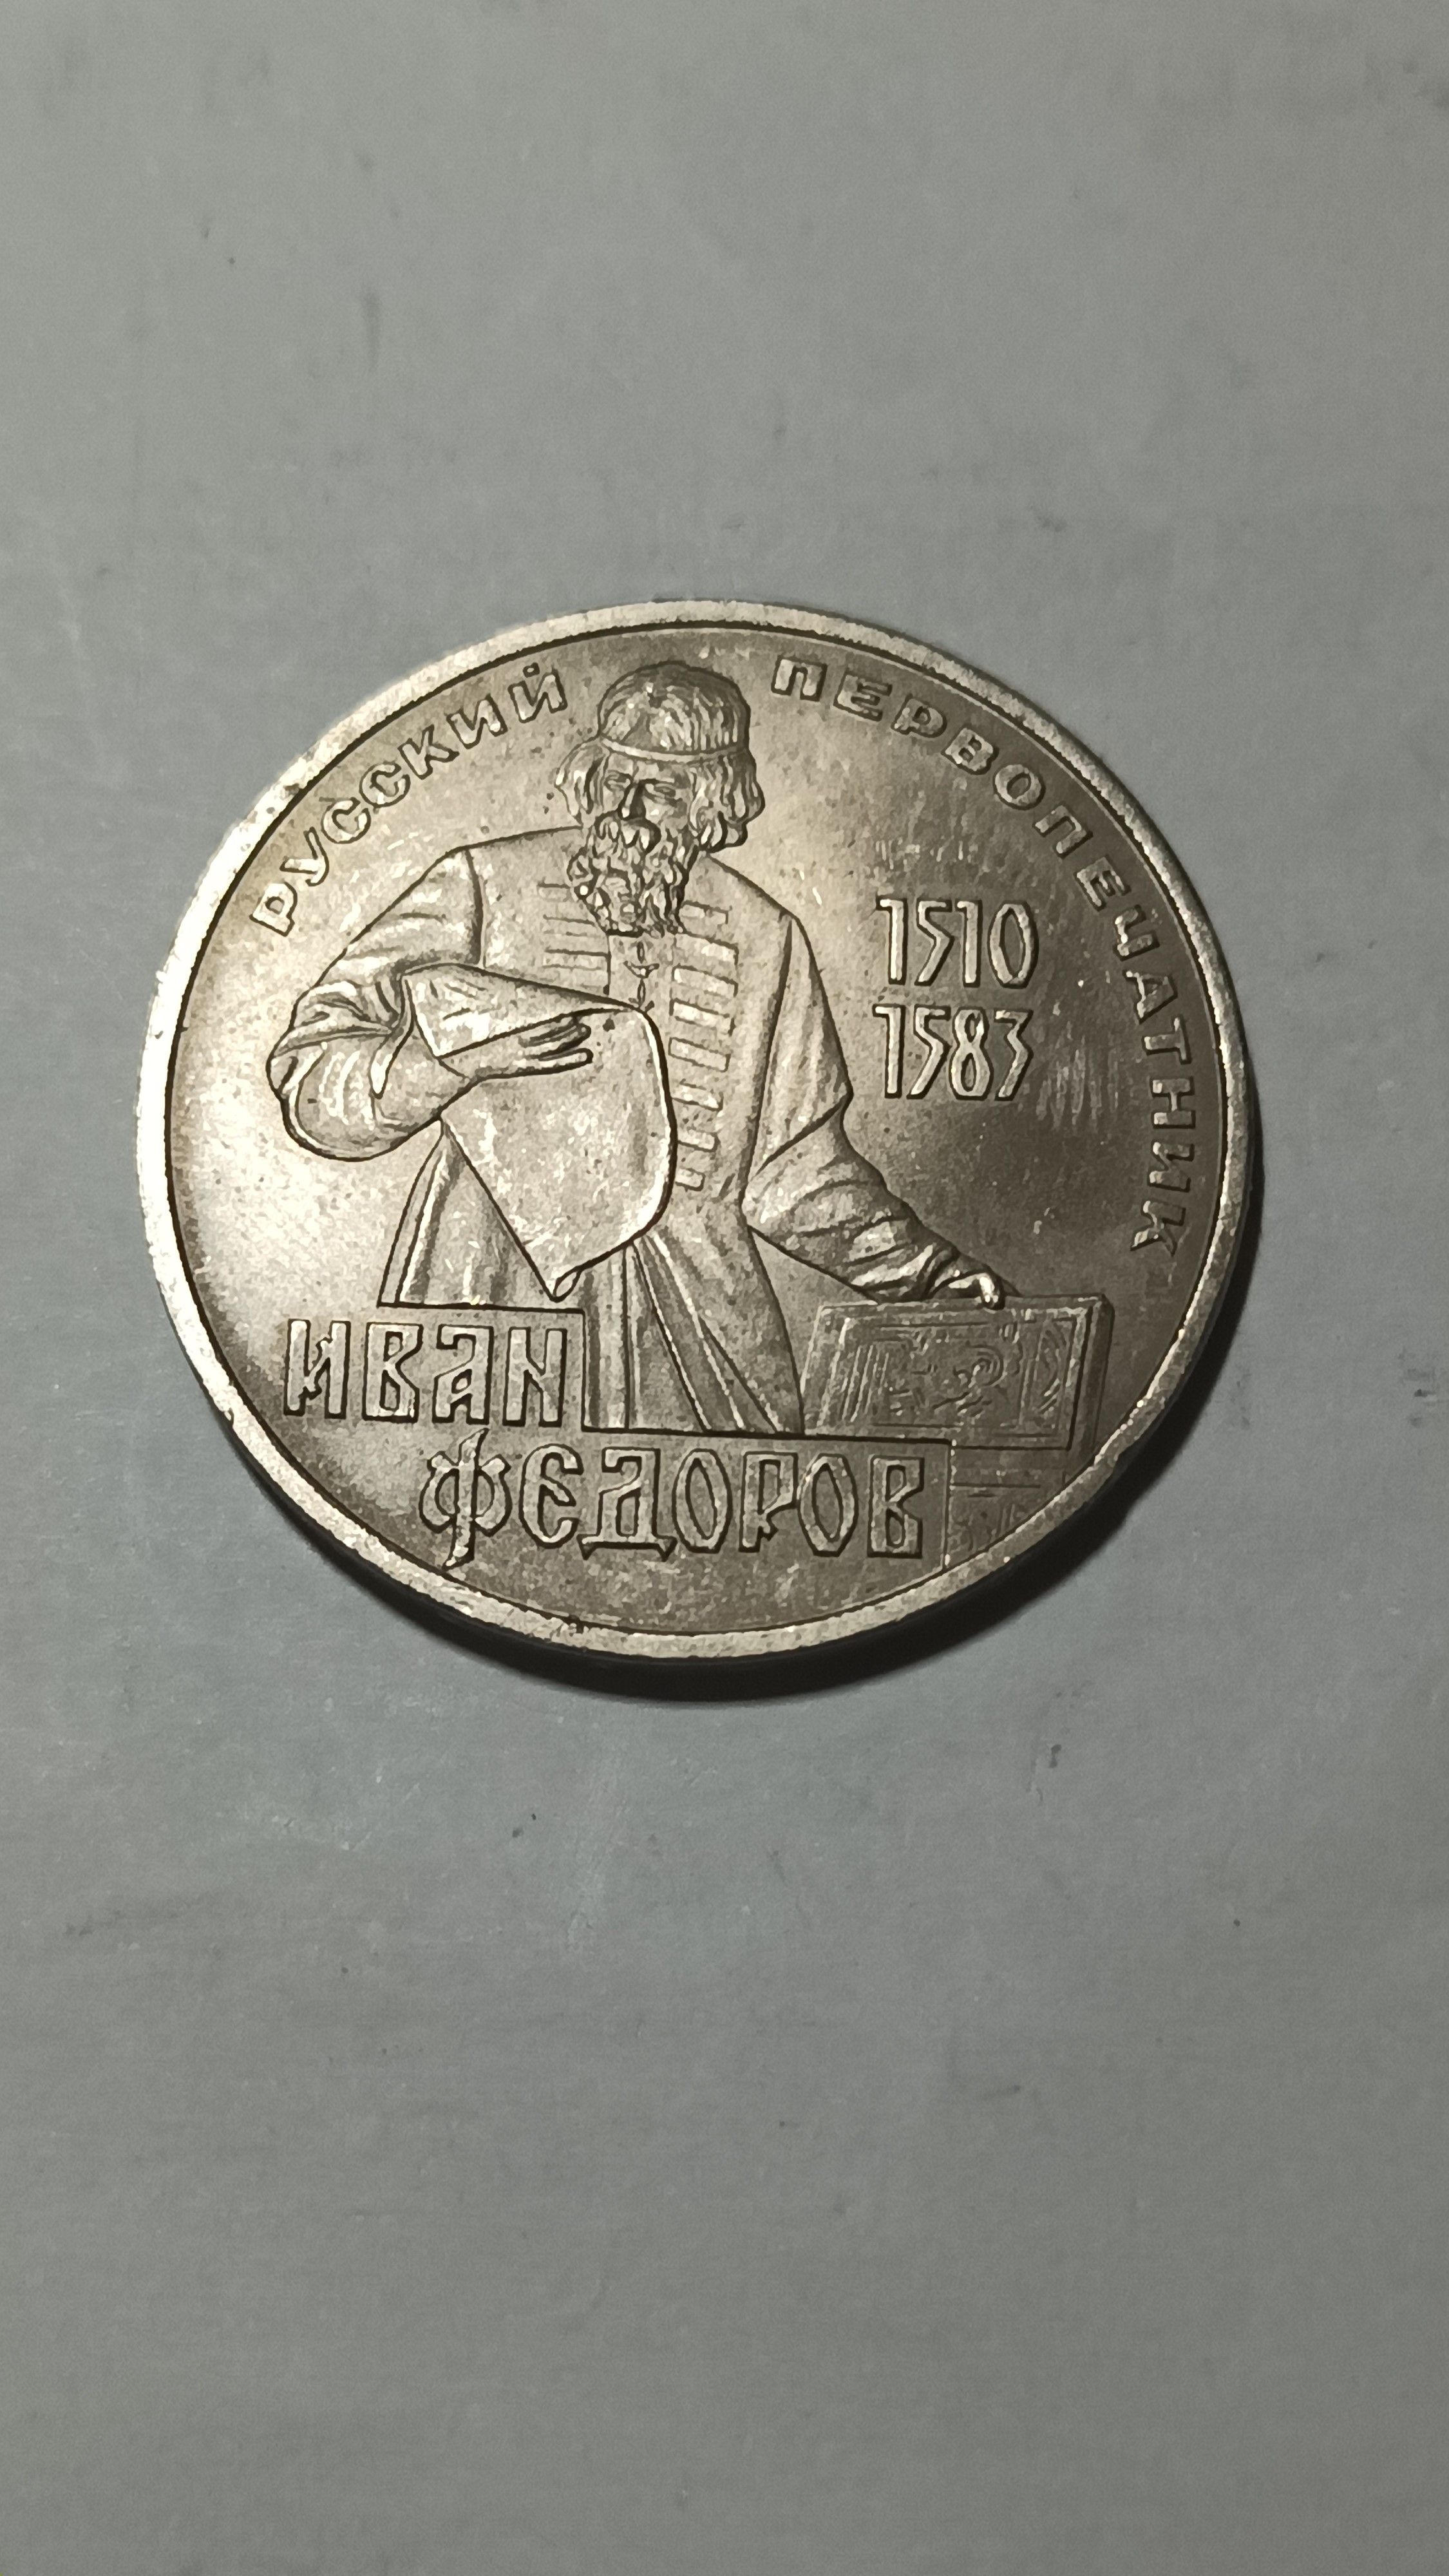 РУССКИЙ ПЕРВОПЕЧАТНИК
1510
1583
ИВАН
ФЕДОРОВ